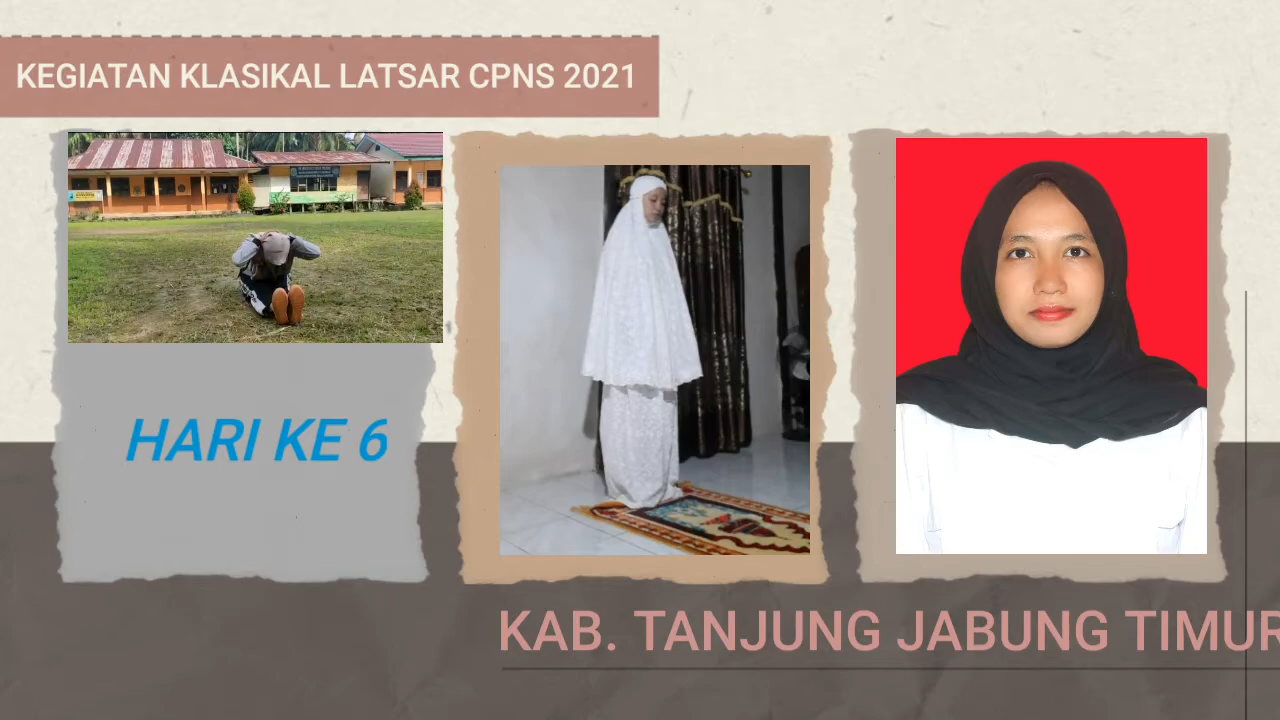 KEGIATAN KLASIKAL LATSAR CPNS 2021
HARI KE 6
KAB. TANJUNG JABUNG TIMUR